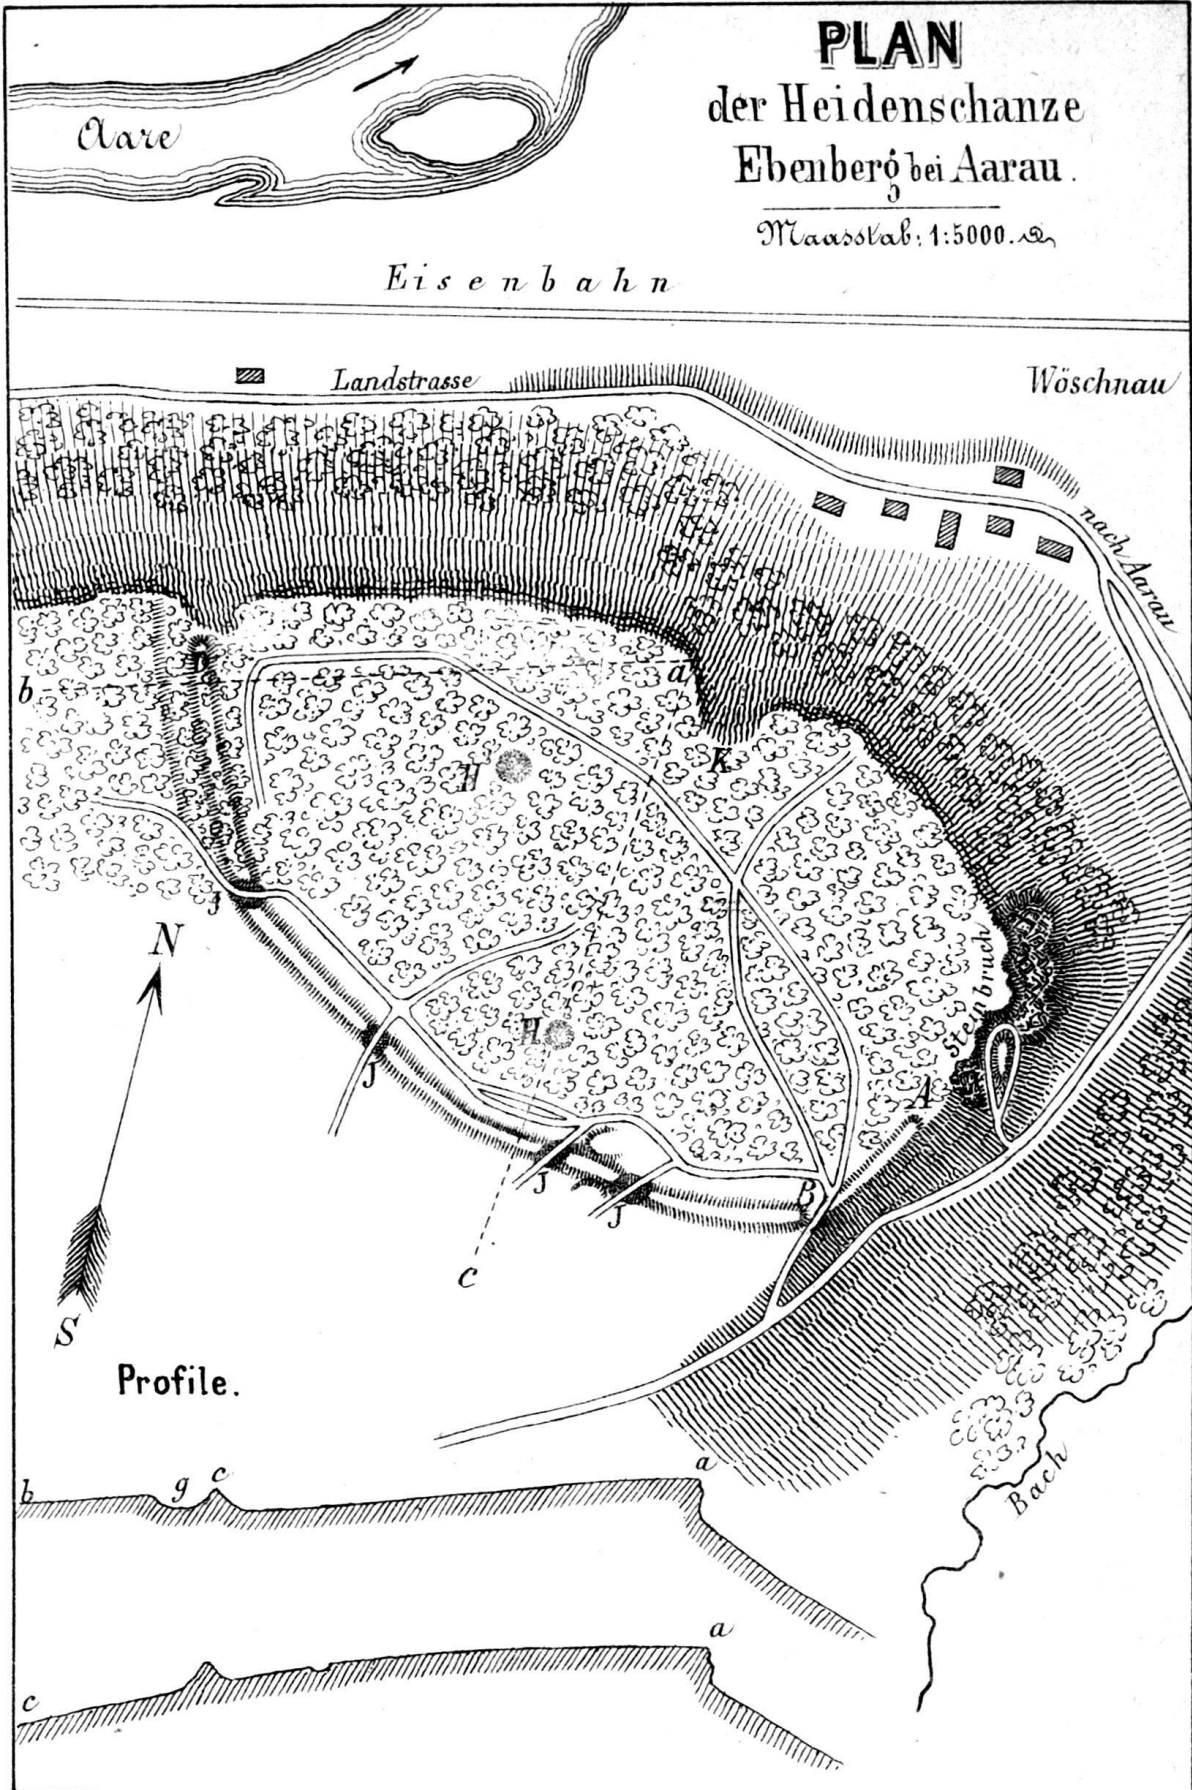 PLAN
der Heidenschanze
Ebenberg bei Aarau.
Maasstab: 1:5000.
Aare
Eisenbahn
Landstrasse
Wöschnau
nach Aarau
b
a
K
H
J
N
Steinbruch
H
A
J
J
B
J
c
S
Profile.
Bach
b
g
c
a
a
c